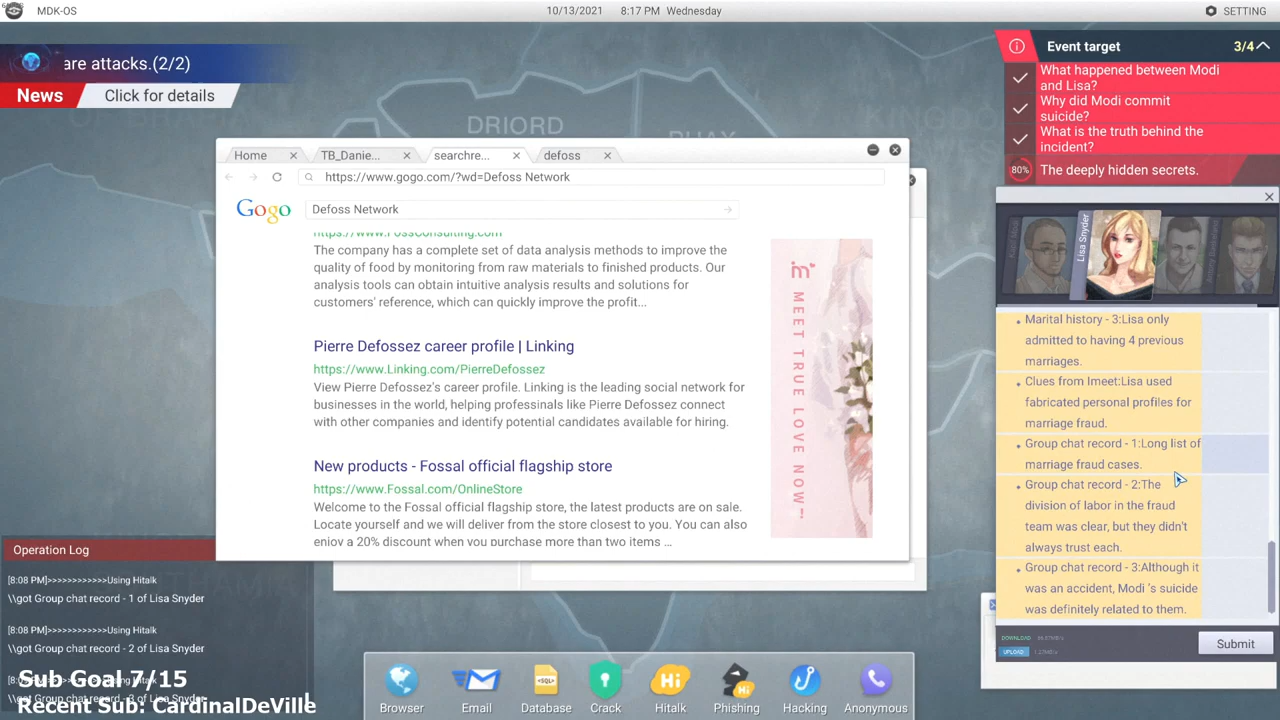 MDK-OS
10/13/2021 8:17 PM Wednesday
SETTING
are attacks.(2/2)
News
Click for details
DRIORD
Event target
3/4
What happened between Modi
and Lisa?
Why did Modi commit
suicide?
What is the truth behind the
incident?
80%
The deeply hidden secrets.
Home
TB_Danie...
searchre...
defoss
https://www.gogo.com/?wd=Defoss Network
Gogo
Defoss Network
https://www.FossConsulting.com
The company has a complete set of data analysis methods to improve the
quality of food by monitoring from raw materials to finished products. Our
analysis tools can obtain intuitive analysis results and solutions for
customers' reference, which can quickly improve the profit...
Pierre Defossez career profile | Linking
https://www.Linking.com/PierreDefossez
View Pierre Defossez's career profile. Linking is the leading social network for
businesses in the world, helping professinals like Pierre Defossez connect
with other companies and identify potential candidates available for hiring.
New products - Fossal official flagship store
https://www.Fossal.com/OnlineStore
Welcome to the Fossal official flagship store, the latest products are on sale.
Locate yourself and we will deliver from the store closest to you. You can also
enjoy a 20% discount when you purchase more than two items ...
im
MEET TRUE LOVE NOW!
Lisa Snyder
Marital history - 3:Lisa only
admitted to having 4 previous
marriages.
Clues from Imeet:Lisa used
fabricated personal profiles for
marriage fraud.
Group chat record - 1:Long list of
marriage fraud cases.
Group chat record - 2:The
division of labor in the fraud
team was clear, but they didn't
always trust each.
Group chat record - 3:Although it
was an accident, Modi 's suicide
was definitely related to them.
DOWNLOAD
UPLOAD
Submit
Operation Log
[8:08 PM]>>>>>>>>>>>>Using Hitalk
\\got Group chat record - 1 of Lisa Snyder
[8:08 PM]>>>>>>>>>>>>Using Hitalk
\\got Group chat record - 2 of Lisa Snyder
Sub Goal 7/15
Recent Sub: CardinalDeVille
Browser
Email
SQL
Database
Crack
Hi
Hitalk
Hi
Phishing
Hacking
Anonymous